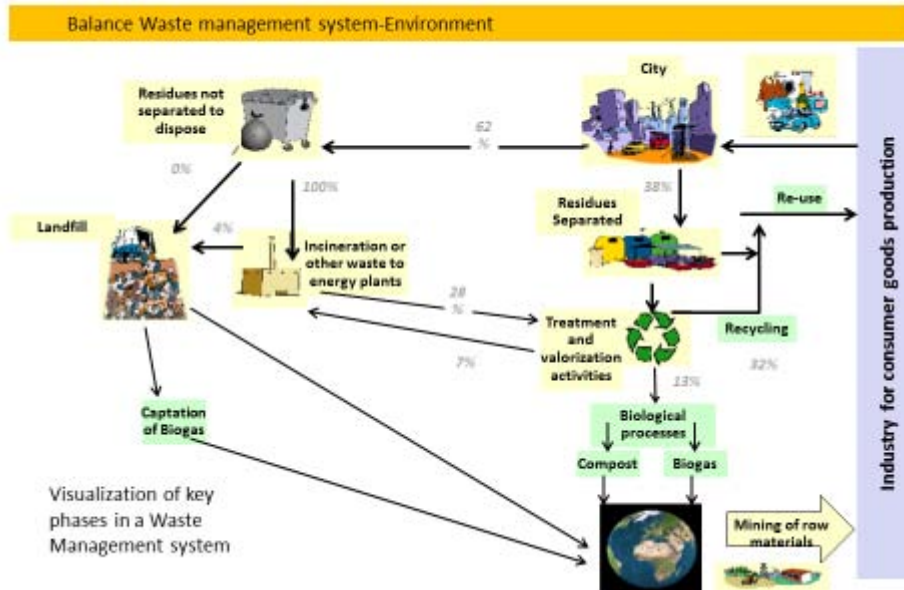 Balance Waste management system-Environment
City
Residues not
separated to
dispose
62
%
0%
100%
38%
Re-use
Residues
Separated
Landfill
4%
Incineration or
other waste to
energy plants
28
%
Treatment
and
valorization
activities
Recycling
7%
32%
13%
Captation
of Biogas
Biological
processes
Compost
Biogas
Visualization of key
phases in a Waste
Management system
Mining of row
materials
Industry for consumer goods production